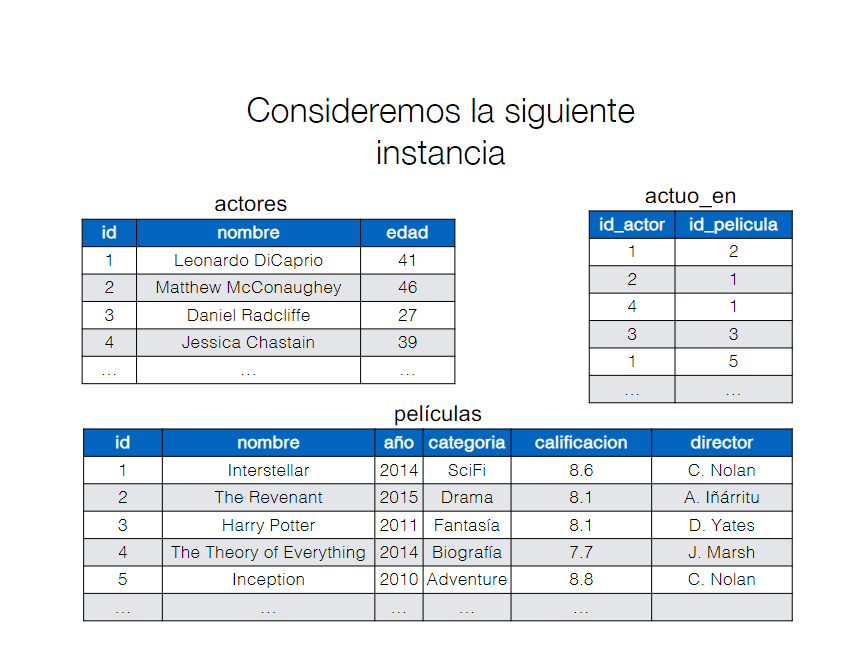 Consideremos la siguiente
instancia
actores
id nombre edad
1 Leonardo DiCaprio 41
2 Matthew McConaughey 46
3 Daniel Radcliffe 27
4 Jessica Chastain 39
... ... ...
actuo_en
id_actor id_pelicula
1 2
2 1
4 1
3 3
1 5
... ...
películas
id nombre año categoria calificacion director
1 Interstellar 2014 SciFi 8.6 C. Nolan
2 The Revenant 2015 Drama 8.1 A. Iñárritu
3 Harry Potter 2011 Fantasía 8.1 D. Yates
4 The Theory of Everything 2014 Biografía 7.7 J. Marsh
5 Inception 2010 Adventure 8.8 C. Nolan
... ... ... ... ...